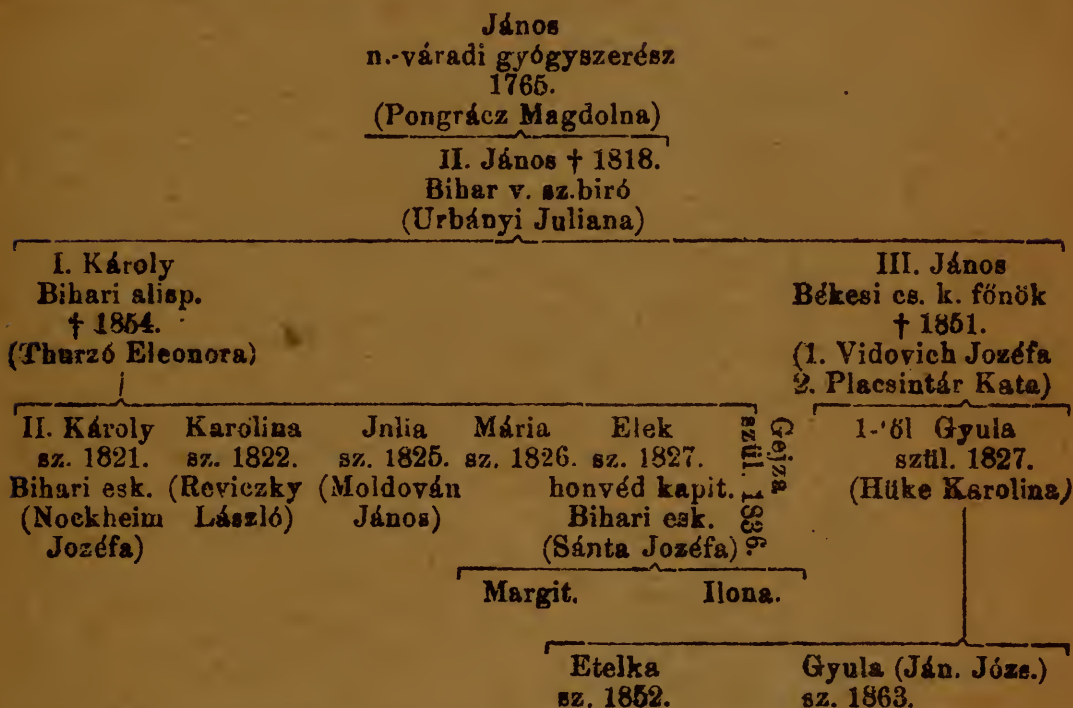 János
n.-váradi gyógyszerész
1765.
(Pongrácz Magdolna)
II. János † 1818.
Bihar v. sz.biró
(Urbányi Juliana)
I. Károly
Bihari alisp.
† 1854.
(Thurzó Eleonora)
III. János
Békesi cs. k. főnök
† 1851.
(1. Vidovich Jozéfa
2. Placsintár Kata)
II. Károly
sz. 1821.
Bihari esk.
(Nockheim
Jozéfa)
Karolina
sz. 1822.
(Reviczky
László)
Jnlia
sz. 1825.
(Moldován
János)
Mária
sz. 1826.
Elek
sz. 1827.
honvéd kapit.
Bihari esk.
(Sánta Jozéfa)
Gejza
szül. 1836.
1-ʼől Gyula
szül. 1827.
(Hüke Karolina)
Margit.
Ilona.
Etelka
sz. 1852.
Gyula (Ján. Józs.)
sz. 1863.